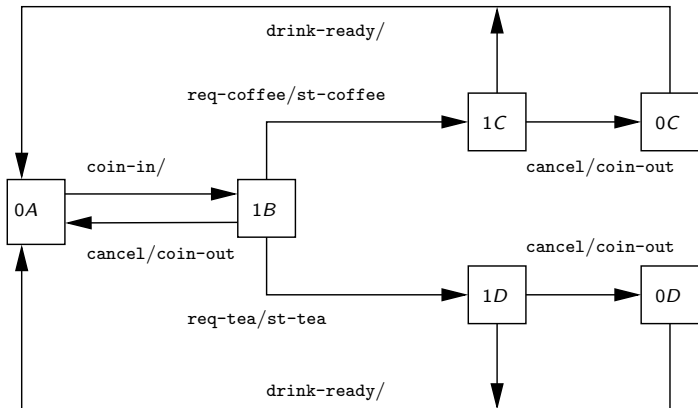 drink-ready/
req-coffee/st-coffee
1C
0C
coin-in/
cancel/coin-out
0A
1B
cancel/coin-out
cancel/coin-out
1D
0D
req-tea/st-tea
drink-ready/